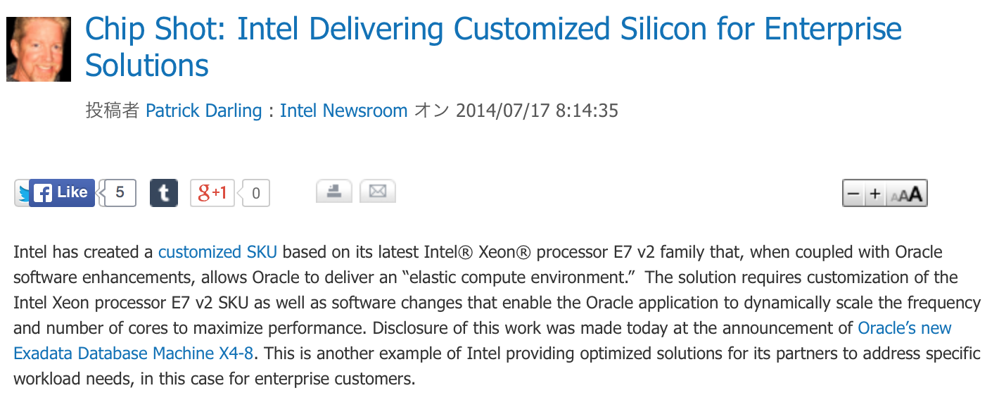 Chip Shot: Intel Delivering Customized Silicon for Enterprise
Solutions
投稿者 Patrick Darling : Intel Newsroom オン 2014/07/17 8:14:35
Like 5 t g+1 0 − + AAA
Intel has created a customized SKU based on its latest Intel® Xeon® processor E7 v2 family that, when coupled with Oracle
software enhancements, allows Oracle to deliver an “elastic compute environment.”  The solution requires customization of the
Intel Xeon processor E7 v2 SKU as well as software changes that enable the Oracle application to dynamically scale the frequency
and number of cores to maximize performance. Disclosure of this work was made today at the announcement of Oracle’s new
Exadata Database Machine X4-8. This is another example of Intel providing optimized solutions for its partners to address specific
workload needs, in this case for enterprise customers.